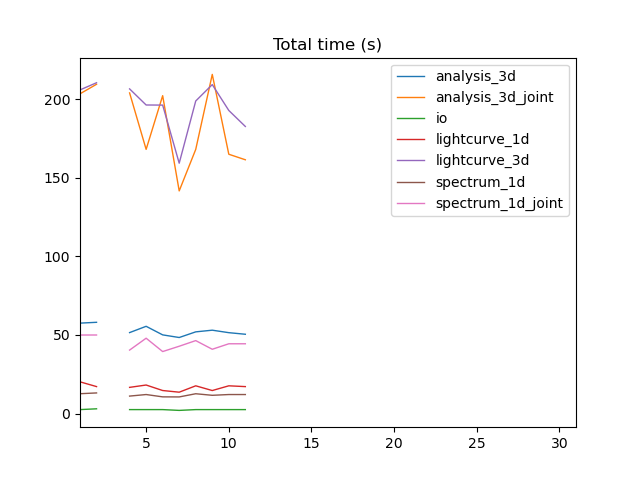 Total time (s)
200
150
100
50
0
5
10
15
20
25
30
analysis_3d
analysis_3d_joint
io
lightcurve_1d
lightcurve_3d
spectrum_1d
spectrum_1d_joint